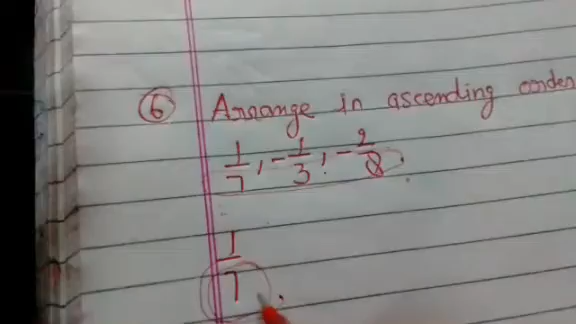 6 Arrange in ascending order
1/7, -1/3, -2/8.
1/7,